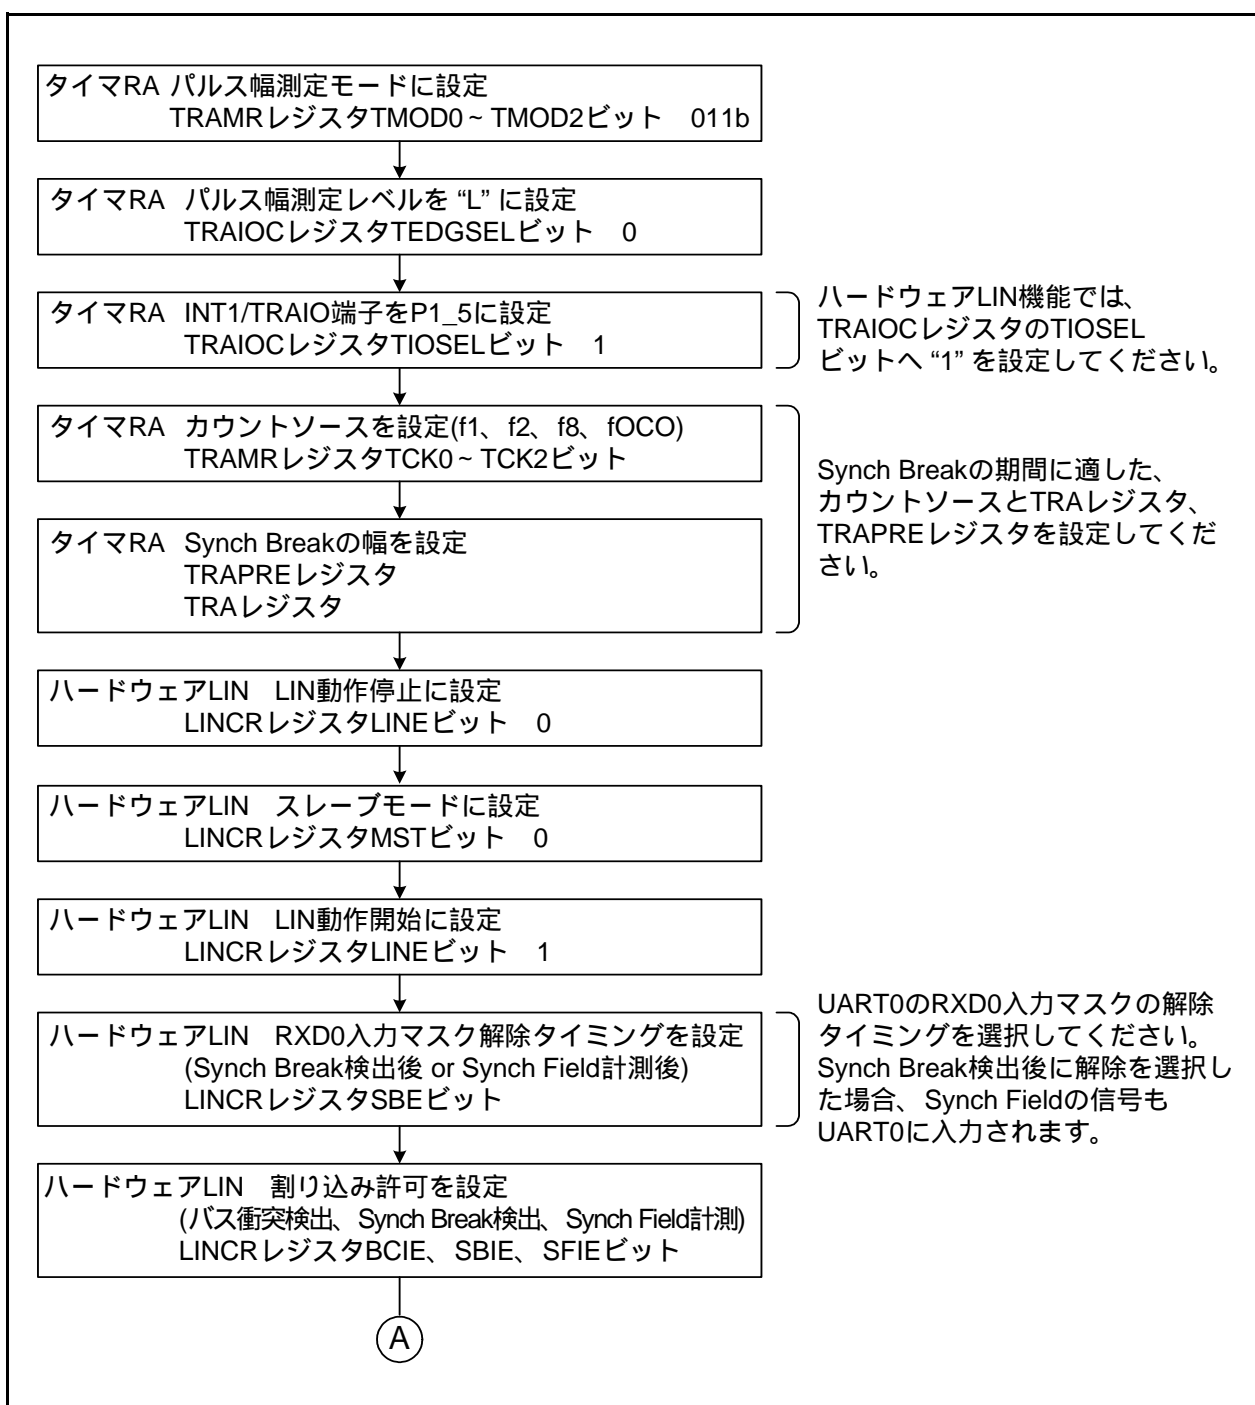 タイマRA パルス幅測定モードに設定
TRAMRレジスタTMOD0~TMOD2ビット 011b
タイマRA パルス幅測定レベルを “L” に設定
TRAIOCレジスタTEDGSELビット 0
タイマRA INT1/TRAIO端子をP1_5に設定
TRAIOCレジスタTIOSELビット 1
ハードウェアLIN機能では、
TRAIOCレジスタのTIOSEL
ビットへ “1” を設定してください。
タイマRA カウントソースを設定(f1、f2、f8、fOCO)
TRAMRレジスタTCK0~TCK2ビット
タイマRA Synch Breakの幅を設定
TRAPREレジスタ
TRAレジスタ
Synch Breakの期間に適した、
カウントソースとTRAレジスタ、
TRAPREレジスタを設定してくだ
さい。
ハードウェアLIN LIN動作停止に設定
LINCRレジスタLINEビット 0
ハードウェアLIN スレーブモードに設定
LINCRレジスタMSTビット 0
ハードウェアLIN LIN動作開始に設定
LINCRレジスタLINEビット 1
ハードウェアLIN RXD0入力マスク解除タイミングを設定
(Synch Break検出後 or Synch Field計測後)
LINCRレジスタSBEビット
UART0のRXD0入力マスクの解除
タイミングを選択してください。
Synch Break検出後に解除を選択し
た場合、Synch Fieldの信号も
UART0に入力されます。
ハードウェアLIN 割り込み許可を設定
(バス衝突検出、Synch Break検出、Synch Field計測)
LINCRレジスタBCIE、SBIE、SFIEビット
A